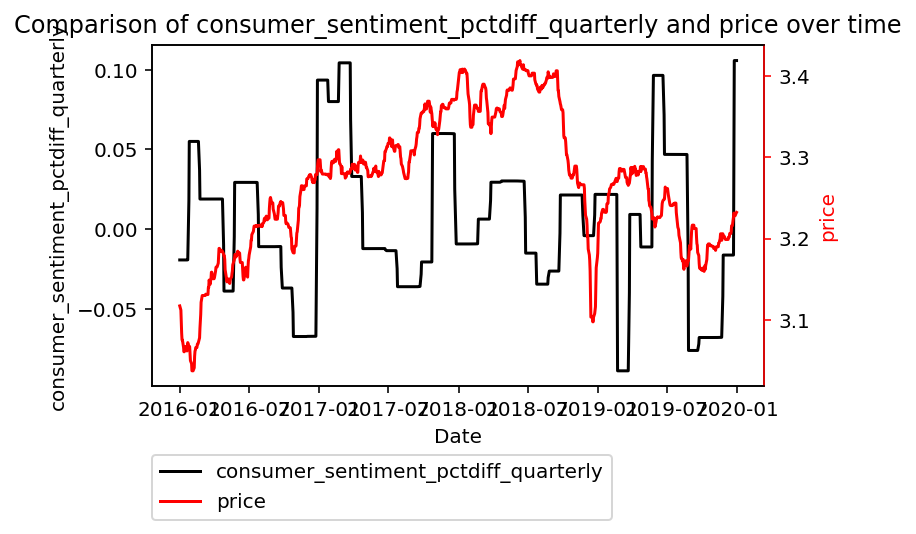 Comparison of consumer_sentiment_pctdiff_quarterly and price over time
consumer_sentiment_pctdiff_quarterly
0.10
0.05
0.00
−0.05
3.4
3.3
3.2
3.1
price
2016-01 2016-07 2017-01 2017-07 2018-01 2018-07 2019-01 2019-07 2020-01
Date
consumer_sentiment_pctdiff_quarterly
price